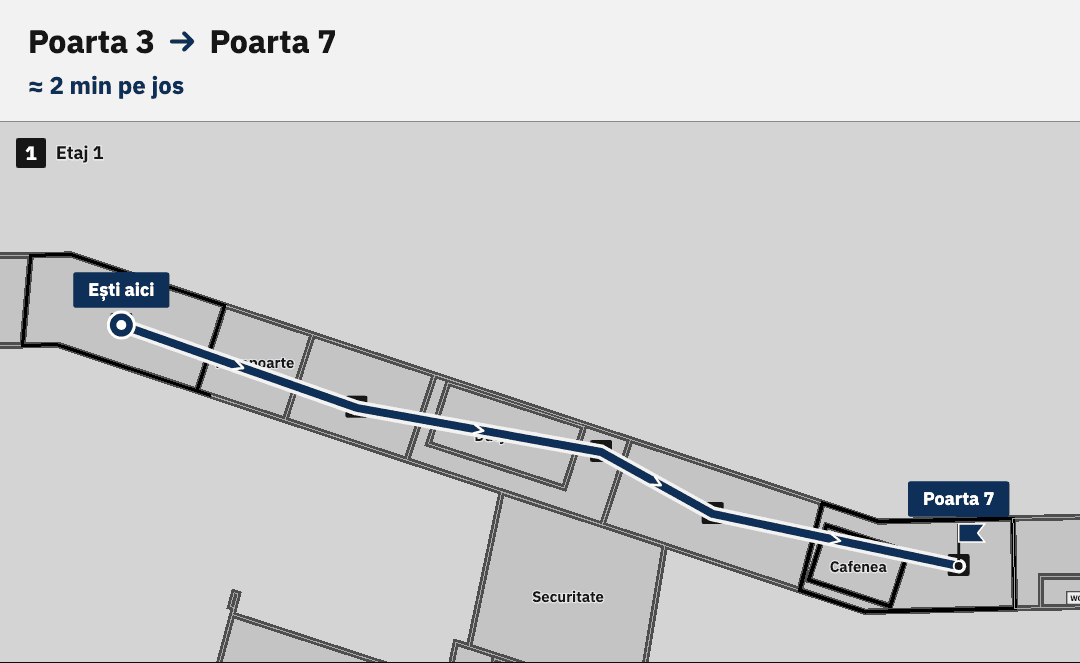 Poarta 3 → Poarta 7
≈ 2 min pe jos
1 Etaj 1
Ești aici
Poarta 7
Cafenea
Securitate